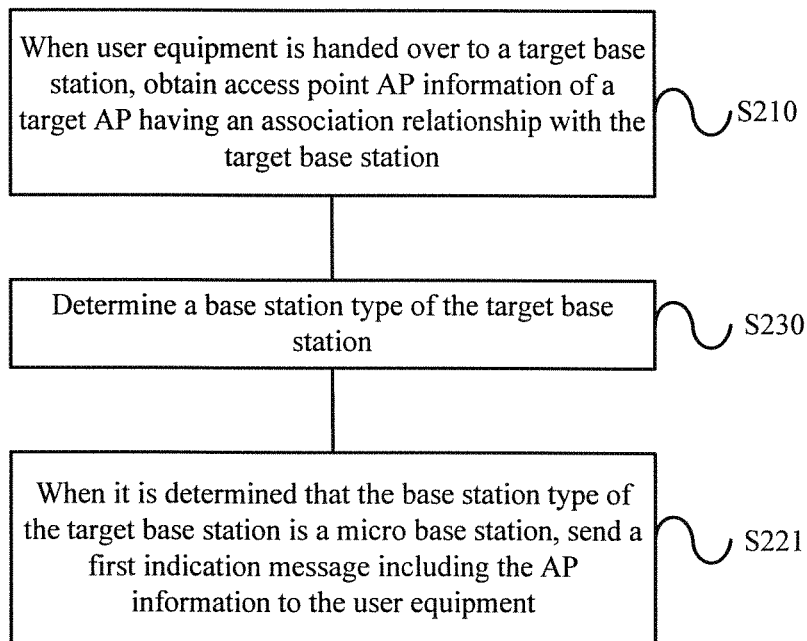 When user equipment is handed over to a target base
station, obtain access point AP information of a
target AP having an association relationship with the
target base station
S210
Determine a base station type of the target base
station
S230
When it is determined that the base station type of
the target base station is a micro base station, send a
first indication message including the AP
information to the user equipment
S221